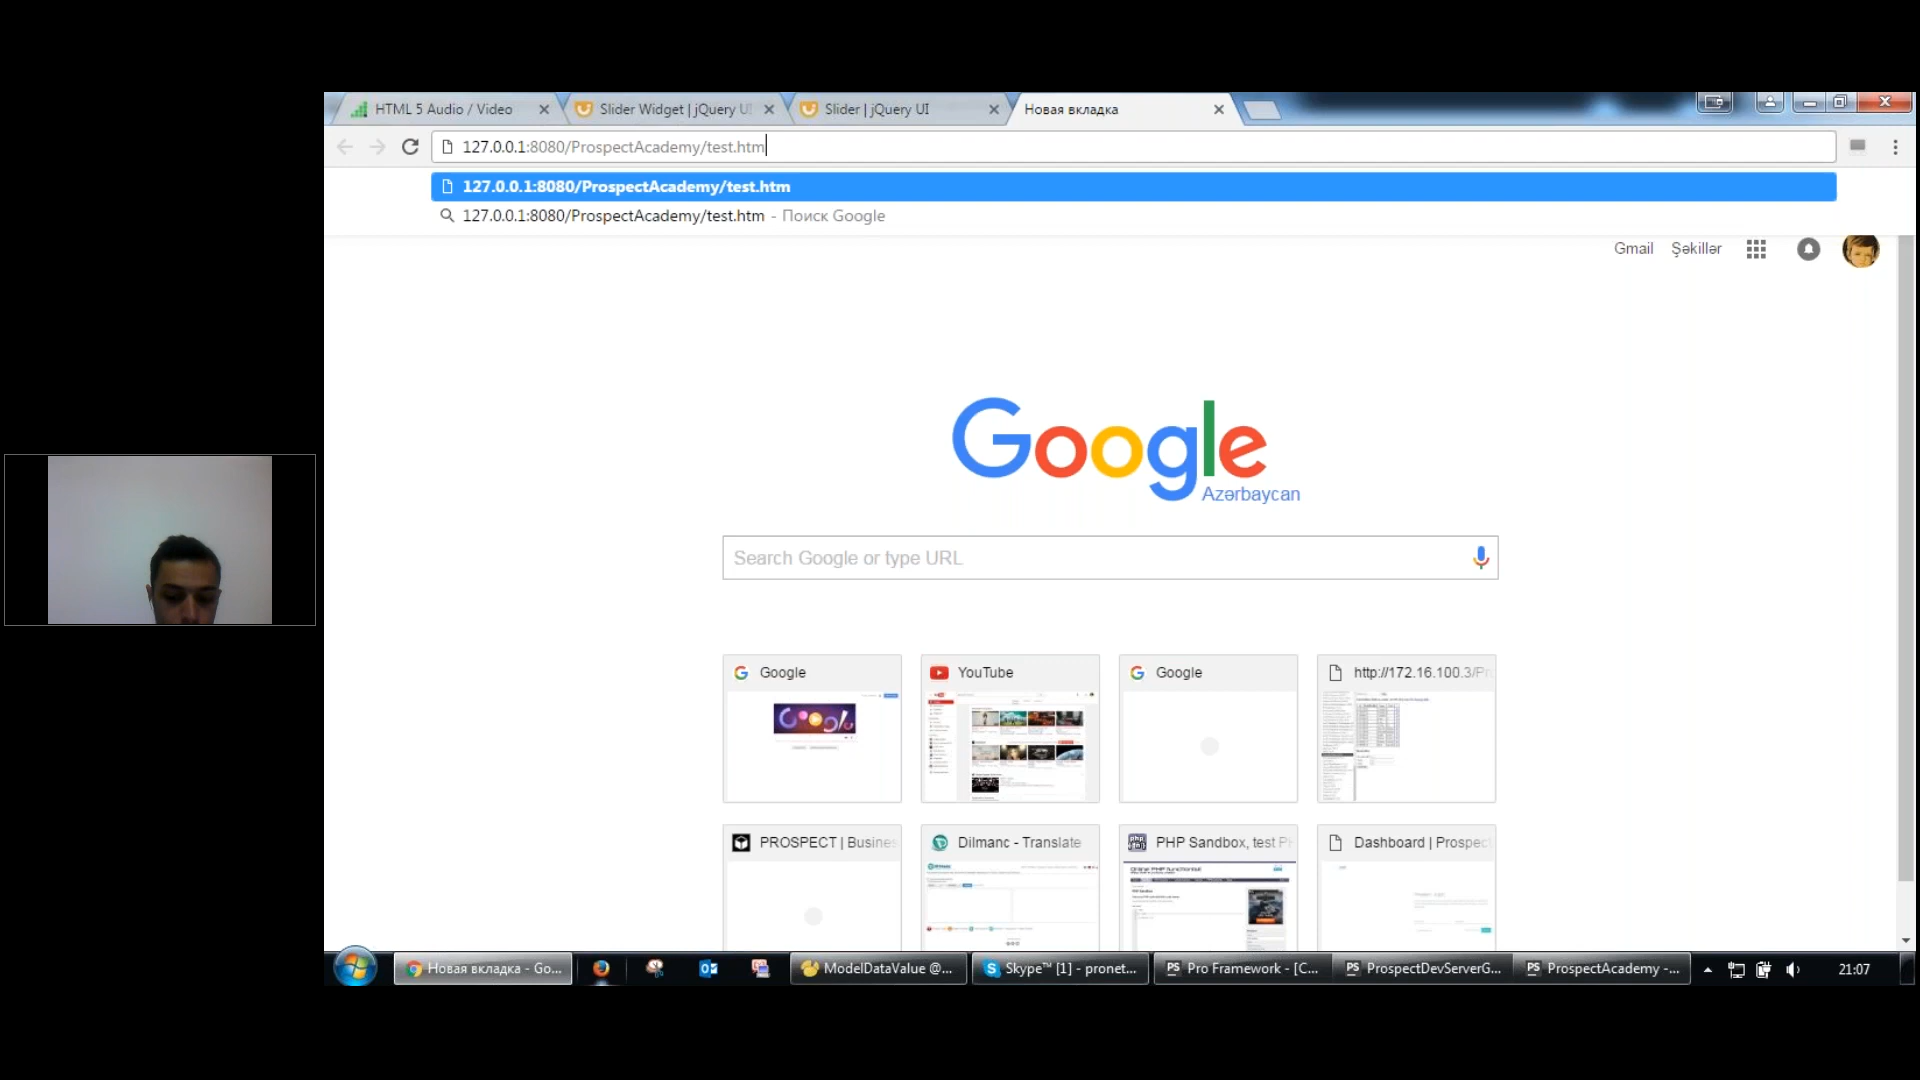 HTML 5 Audio / Video
Slider Widget | jQuery UI
Slider | jQuery UI
Новая вкладка
127.0.0.1:8080/ProspectAcademy/test.htm
127.0.0.1:8080/ProspectAcademy/test.htm
127.0.0.1:8080/ProspectAcademy/test.htm - Поиск Google
Gmail Şəkillər
Google
Azərbaycan
Search Google or type URL
Google
YouTube
Google
http://172.16.100.3/Pro
PROSPECT | Busines
Dilmanc - Translate
PHP Sandbox, test PH
Dashboard | Prospect
Новая вкладка - Go...
ModelDataValue @...
Skype™ [1] - pronet...
Pro Framework - [C...
ProspectDevServerG...
ProspectAcademy -...
21:07